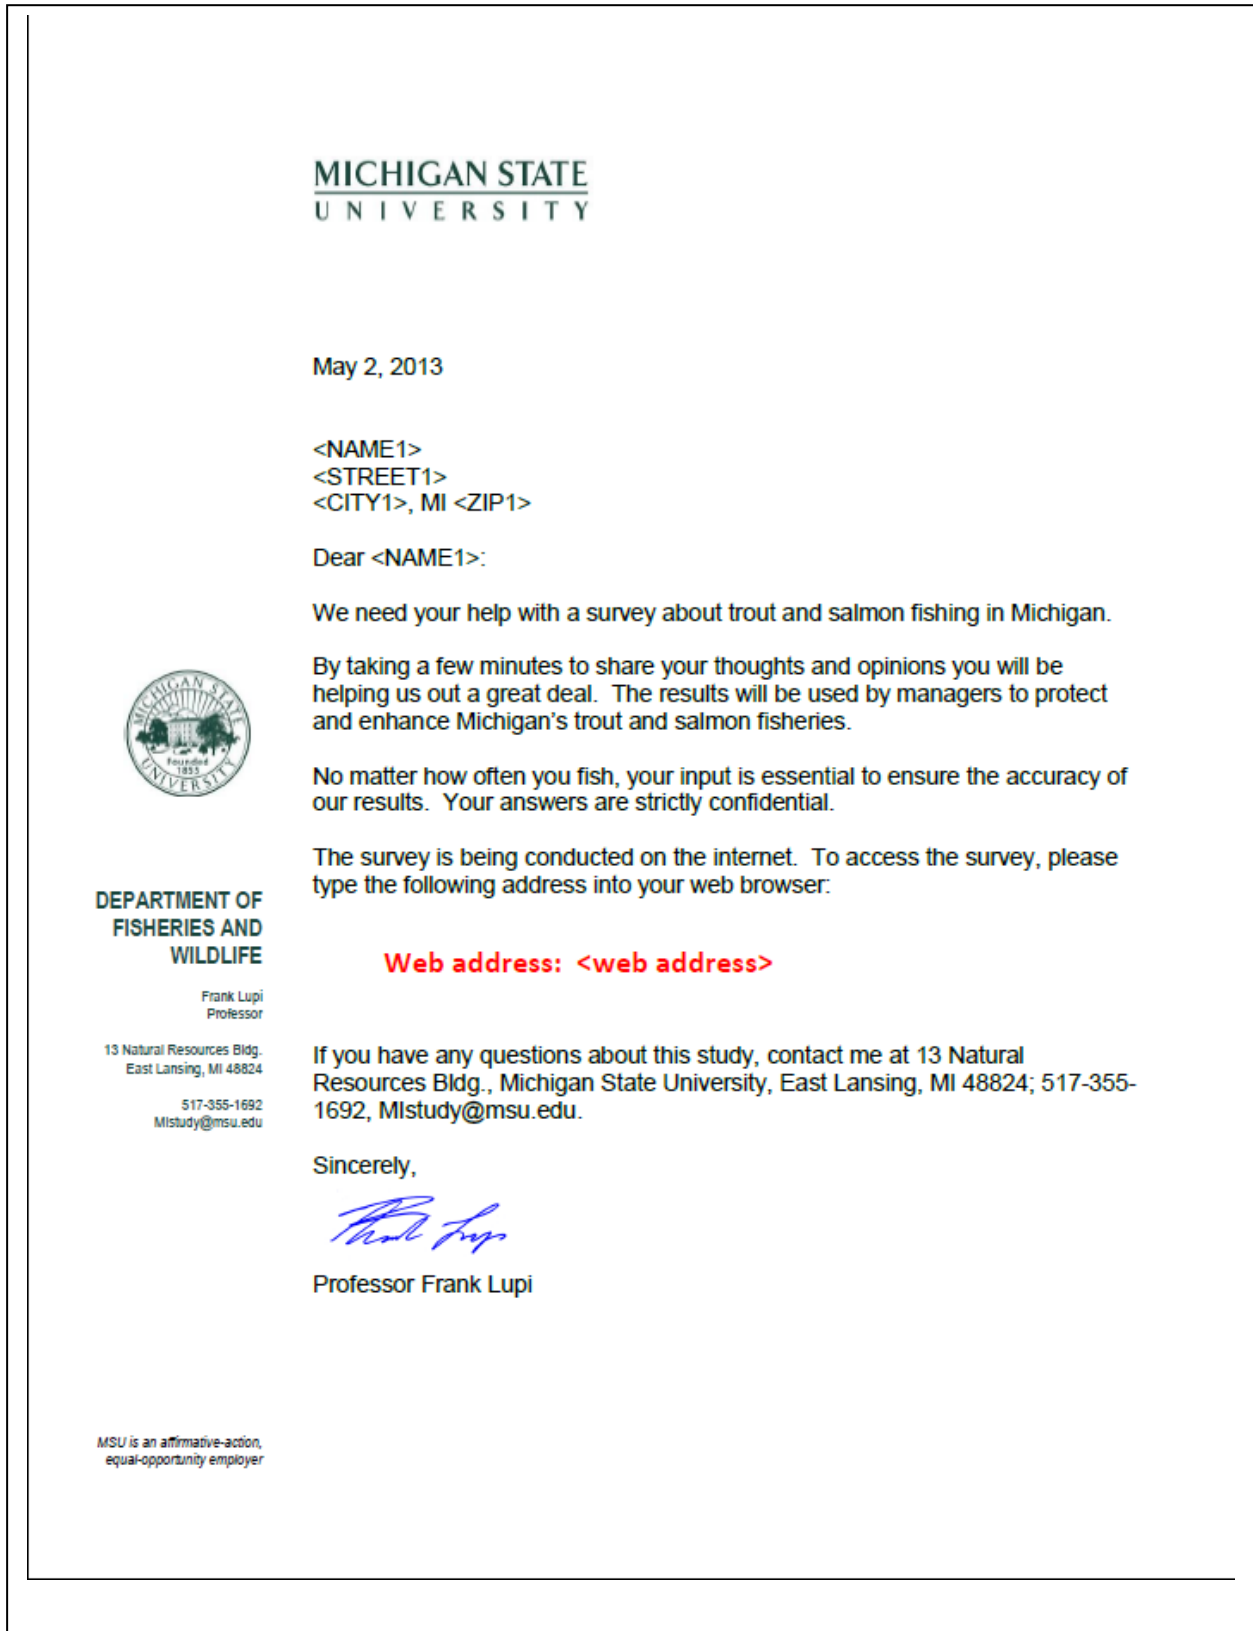 MICHIGAN STATE
UNIVERSITY
May 2, 2013
<NAME1>
<STREET1>
<CITY1>, MI <ZIP1>
Dear <NAME1>:
We need your help with a survey about trout and salmon fishing in Michigan.
By taking a few minutes to share your thoughts and opinions you will be
helping us out a great deal.  The results will be used by managers to protect
and enhance Michigan's trout and salmon fisheries.
No matter how often you fish, your input is essential to ensure the accuracy of
our results.  Your answers are strictly confidential.
The survey is being conducted on the internet.  To access the survey, please
type the following address into your web browser:
Web address:  <web address>
If you have any questions about this study, contact me at 13 Natural
Resources Bldg., Michigan State University, East Lansing, MI 48824; 517-355-
1692, MIstudy@msu.edu.
Sincerely,
Frank Lupi
Professor Frank Lupi
MICHIGAN STATE
UNIVERSITY
Founded
1855
DEPARTMENT OF
FISHERIES AND
WILDLIFE
Frank Lupi
Professor
13 Natural Resources Bldg.
East Lansing, MI 48824
517-355-1692
MIstudy@msu.edu
MSU is an affirmative-action,
equal-opportunity employer